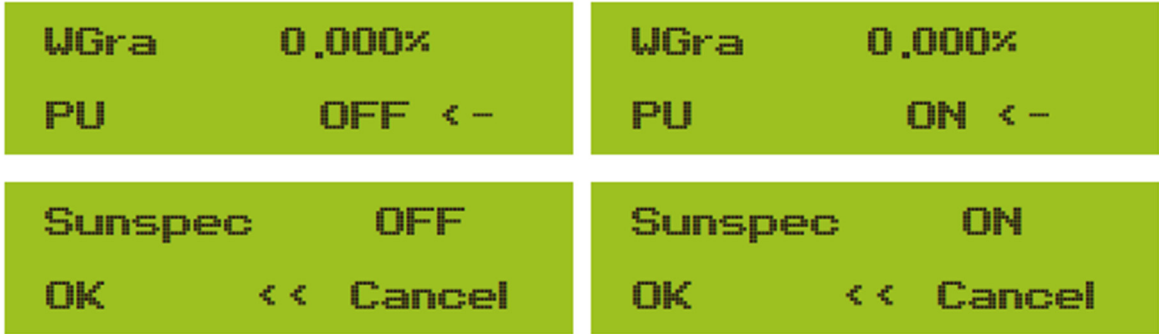 WGra 0.000%
PU OFF <-
WGra 0.000%
PU ON <-
Sunspec OFF
OK << Cancel
Sunspec ON
OK << Cancel